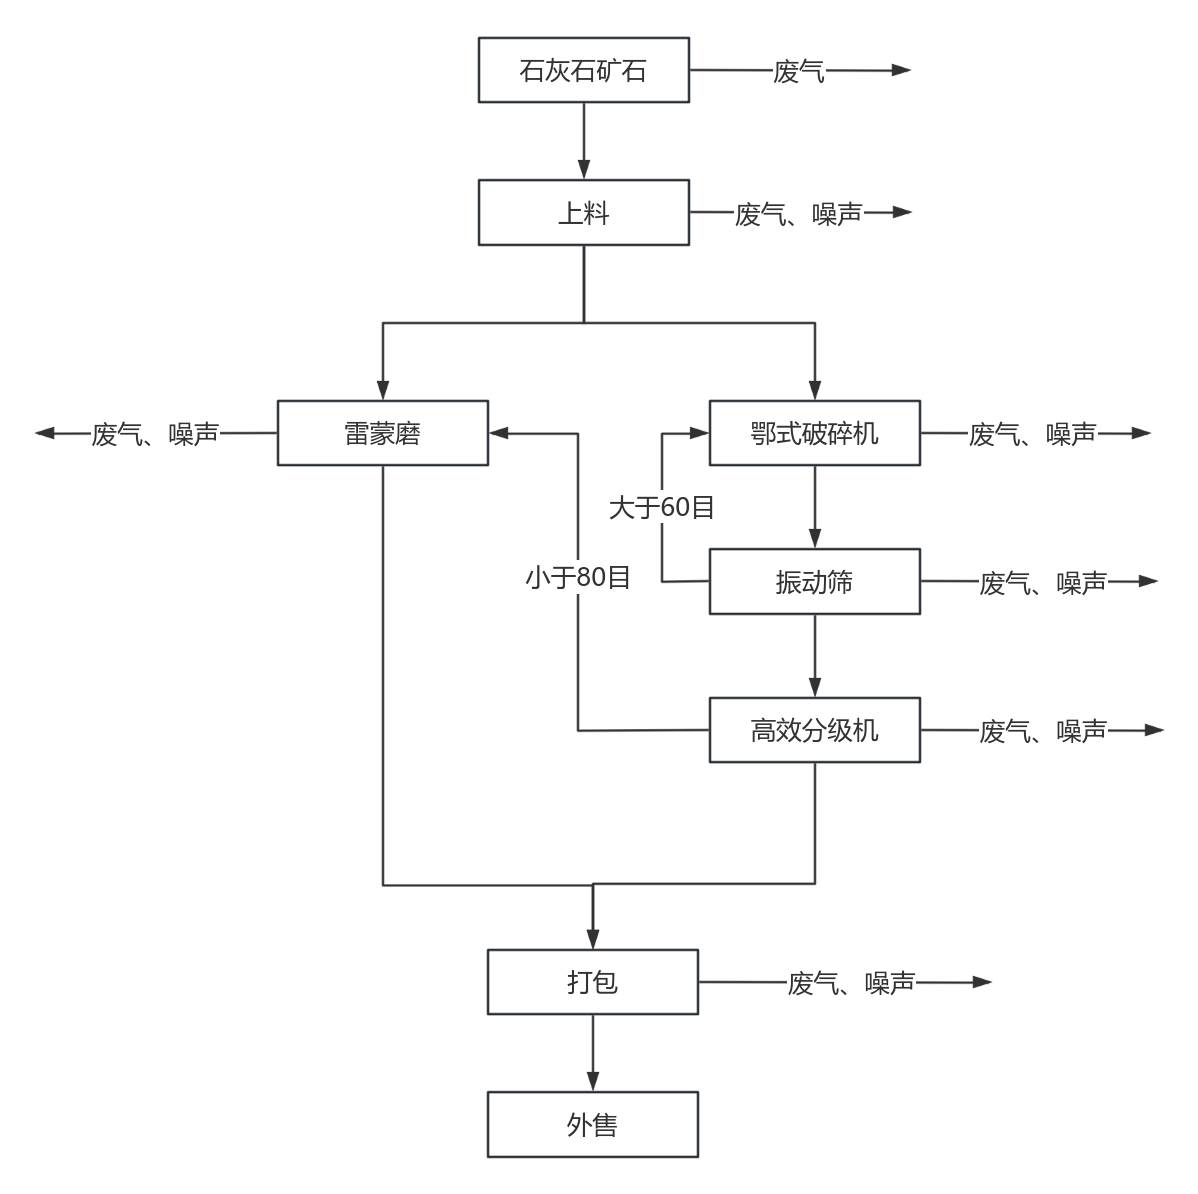 石灰石矿石
废气
上料
废气、噪声
废气、噪声
雷蒙磨
鄂式破碎机
废气、噪声
大于60目
小于80目
振动筛
废气、噪声
高效分级机
废气、噪声
打包
废气、噪声
外售